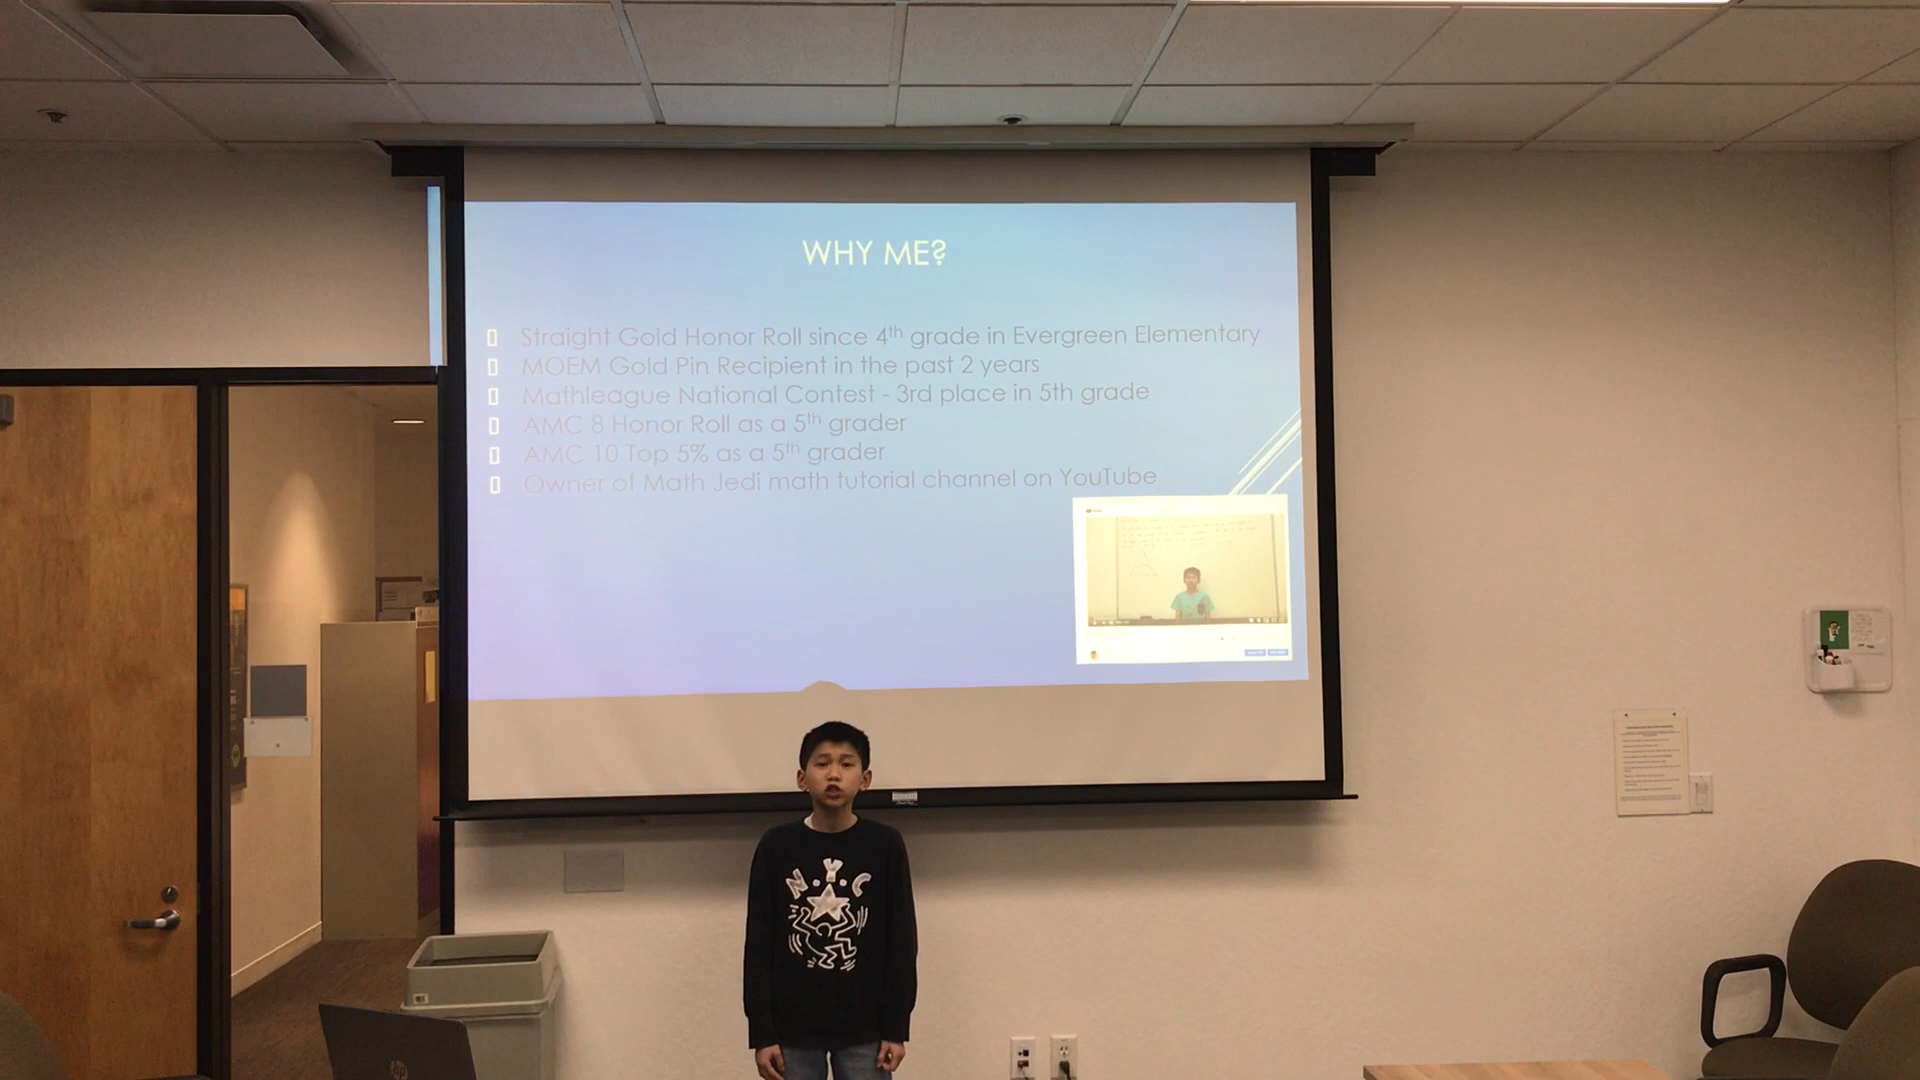 WHY ME?
Straight Gold Honor Roll since 4th grade in Evergreen Elementary
MOEM Gold Pin Recipient in the past 2 years
Mathleague National Contest - 3rd place in 5th grade
AMC 8 Honor Roll as a 5th grader
AMC 10 Top 5% as a 5th grader
Owner of Math Jedi math tutorial channel on YouTube
N.Y.C
hp